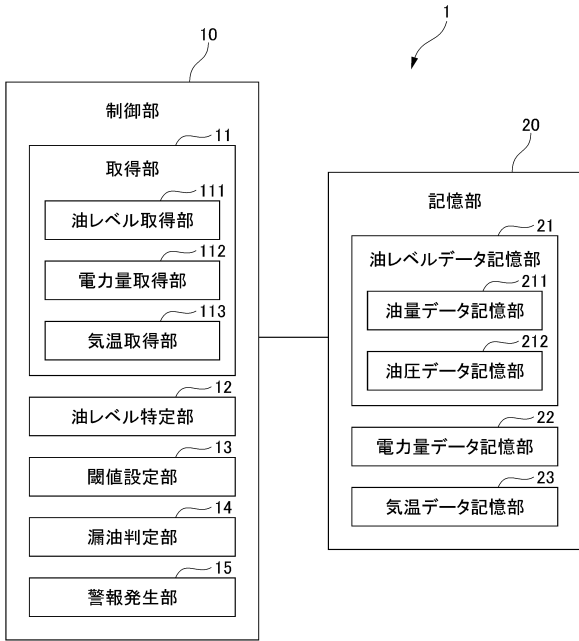 1
10
制御部
11
取得部
111
油レベル取得部
112
電力量取得部
113
気温取得部
12
油レベル特定部
13
閾値設定部
14
漏油判定部
15
警報発生部
20
記憶部
21
油レベルデータ記憶部
211
油量データ記憶部
212
油圧データ記憶部
22
電力量データ記憶部
23
気温データ記憶部